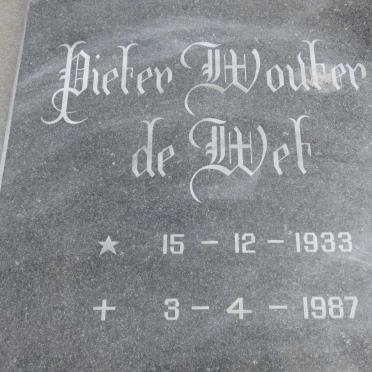 Pieter Wouter
de Wet
★ 15 - 12 - 1933
+ 3 - 4 - 1987